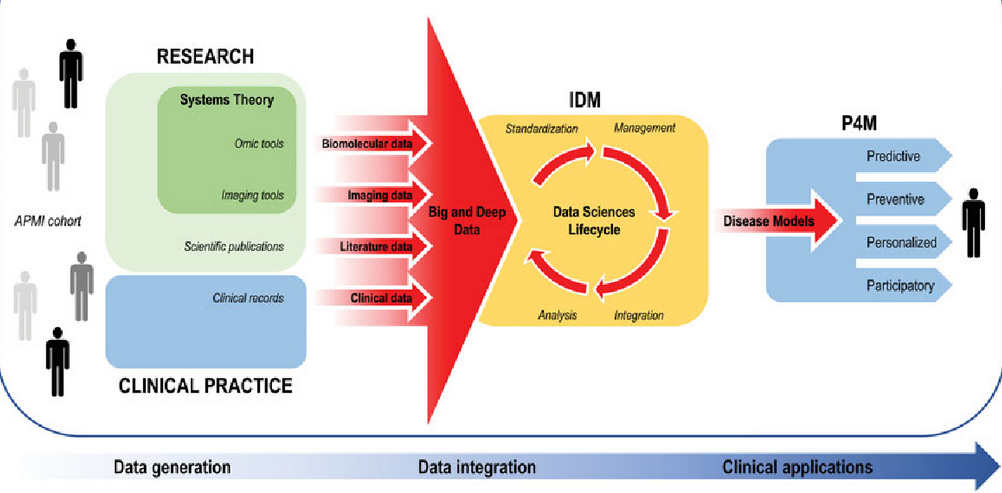 RESEARCH
Systems Theory
Omic tools
Imaging tools
Scientific publications
Clinical records
CLINICAL PRACTICE
APMI cohort
Biomolecular data
Imaging data
Literature data
Clinical data
Big and Deep
Data
IDM
Standardization
Management
Data Sciences
Lifecycle
Analysis
Integration
Disease Models
P4M
Predictive
Preventive
Personalized
Participatory
Data generation
Data integration
Clinical applications